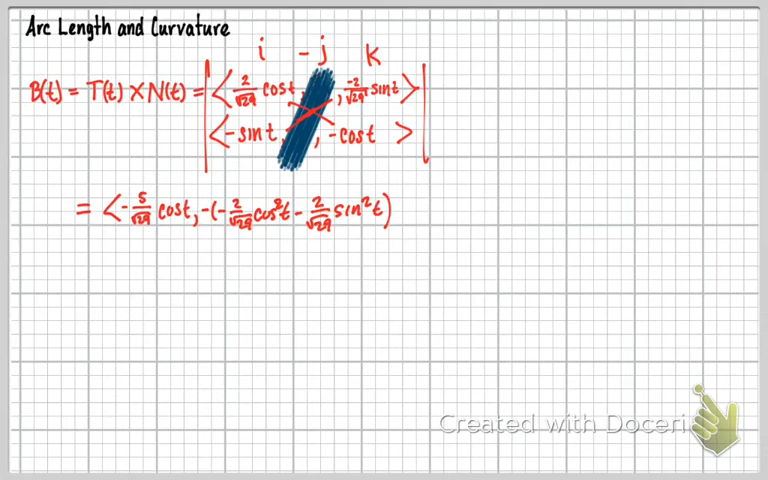 Arc Length and Curvature
i -j k
B(t) = T(t) × N(t) = | < 2/√29 cost, , -2/√29 sint > |
< -sint, , -cost >
= < -5/√29 cost, -(-2/√29 cos²t - 2/√29 sin²t)
Created with Doceri